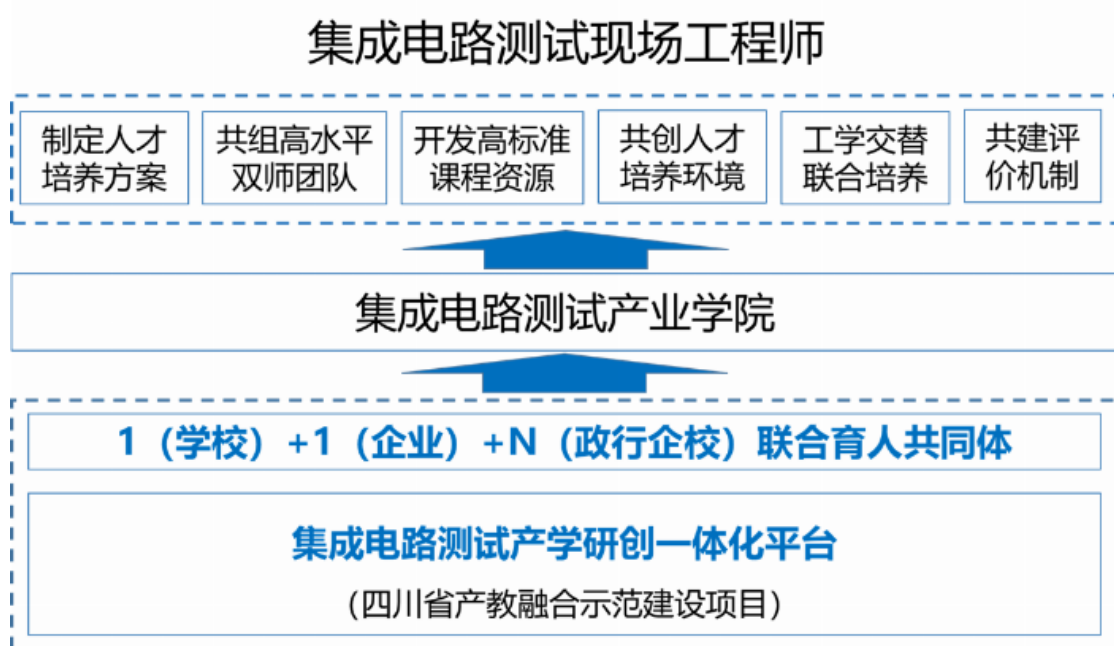 集成电路测试现场工程师
制定人才
培养方案
共组高水平
双师团队
开发高标准
课程资源
共创人才
培养环境
工学交替
联合培养
共建评
价机制
集成电路测试产业学院
1（学校）+1（企业）+N（政行企校）联合育人共同体
集成电路测试产学研创一体化平台
（四川省产教融合示范建设项目）